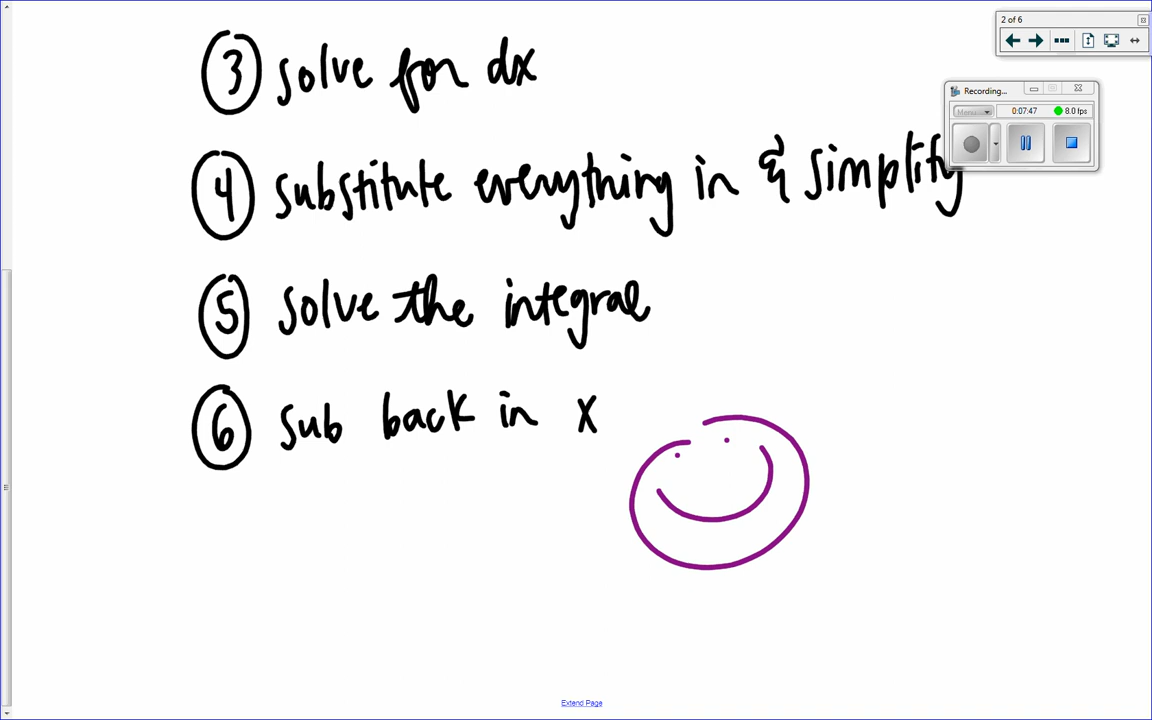 2 of 6
③ solve for dx
Recording...
Menu
0:07:47
8.0 fps
④ substitute everything in & simplify
⑤ solve the integral
⑥ sub back in x
Extend Page